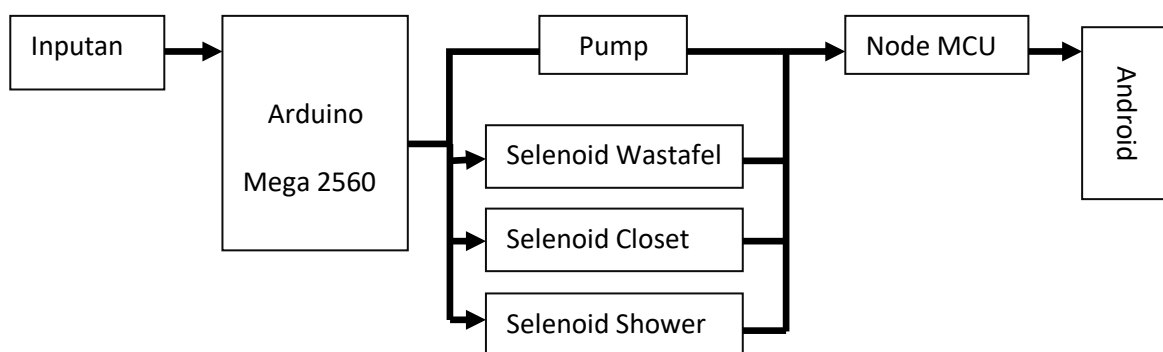 Inputan
Arduino
Mega 2560
Pump
Selenoid Wastafel
Selenoid Closet
Selenoid Shower
Node MCU
Android